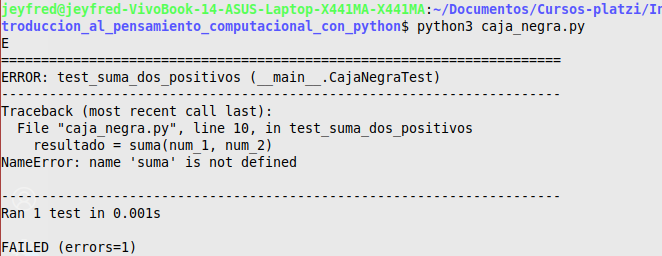 jeyfred@jeyfred-VivoBook-14-ASUS-Laptop-X441MA-X441MA:~/Documentos/Cursos-platzi/In
troduccion_al_pensamiento_computacional_con_python$ python3 caja_negra.py
E
======================================================================
ERROR: test_suma_dos_positivos (__main__.CajaNegraTest)
----------------------------------------------------------------------
Traceback (most recent call last):
  File "caja_negra.py", line 10, in test_suma_dos_positivos
    resultado = suma(num_1, num_2)
NameError: name 'suma' is not defined

----------------------------------------------------------------------
Ran 1 test in 0.001s

FAILED (errors=1)